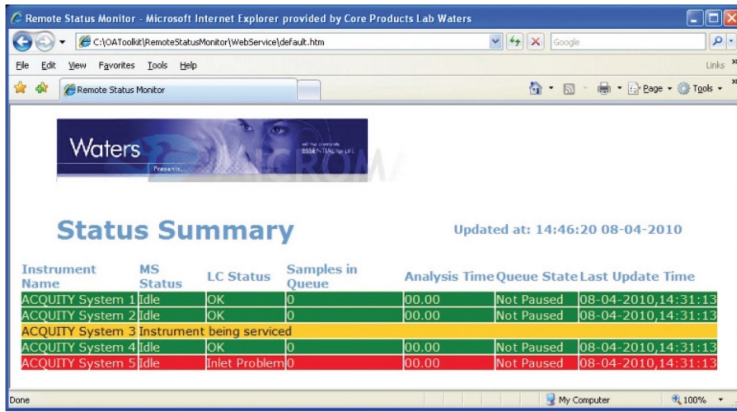 Remote Status Monitor - Microsoft Internet Explorer provided by Core Products Lab Waters
C:\OAToolkit\RemoteStatusMonitor\WebService\default.htm
Google
File Edit View Favorites Tools Help
Links
Remote Status Monitor
Page Tools
Waters
Presents...
ESSENTIAL for LIFE.
MICROMA
Status Summary
Updated at: 14:46:20 08-04-2010
Instrument Name MS Status LC Status Samples in Queue Analysis Time Queue State Last Update Time
ACQUITY System 1 Idle OK 0 00.00 Not Paused 08-04-2010,14:31:13
ACQUITY System 2 Idle OK 0 00.00 Not Paused 08-04-2010,14:31:13
ACQUITY System 3 Instrument being serviced
ACQUITY System 4 Idle OK 0 00.00 Not Paused 08-04-2010,14:31:13
ACQUITY System 5 Idle Inlet Problem 0 00.00 Not Paused 08-04-2010,14:31:13
Done
My Computer
100%